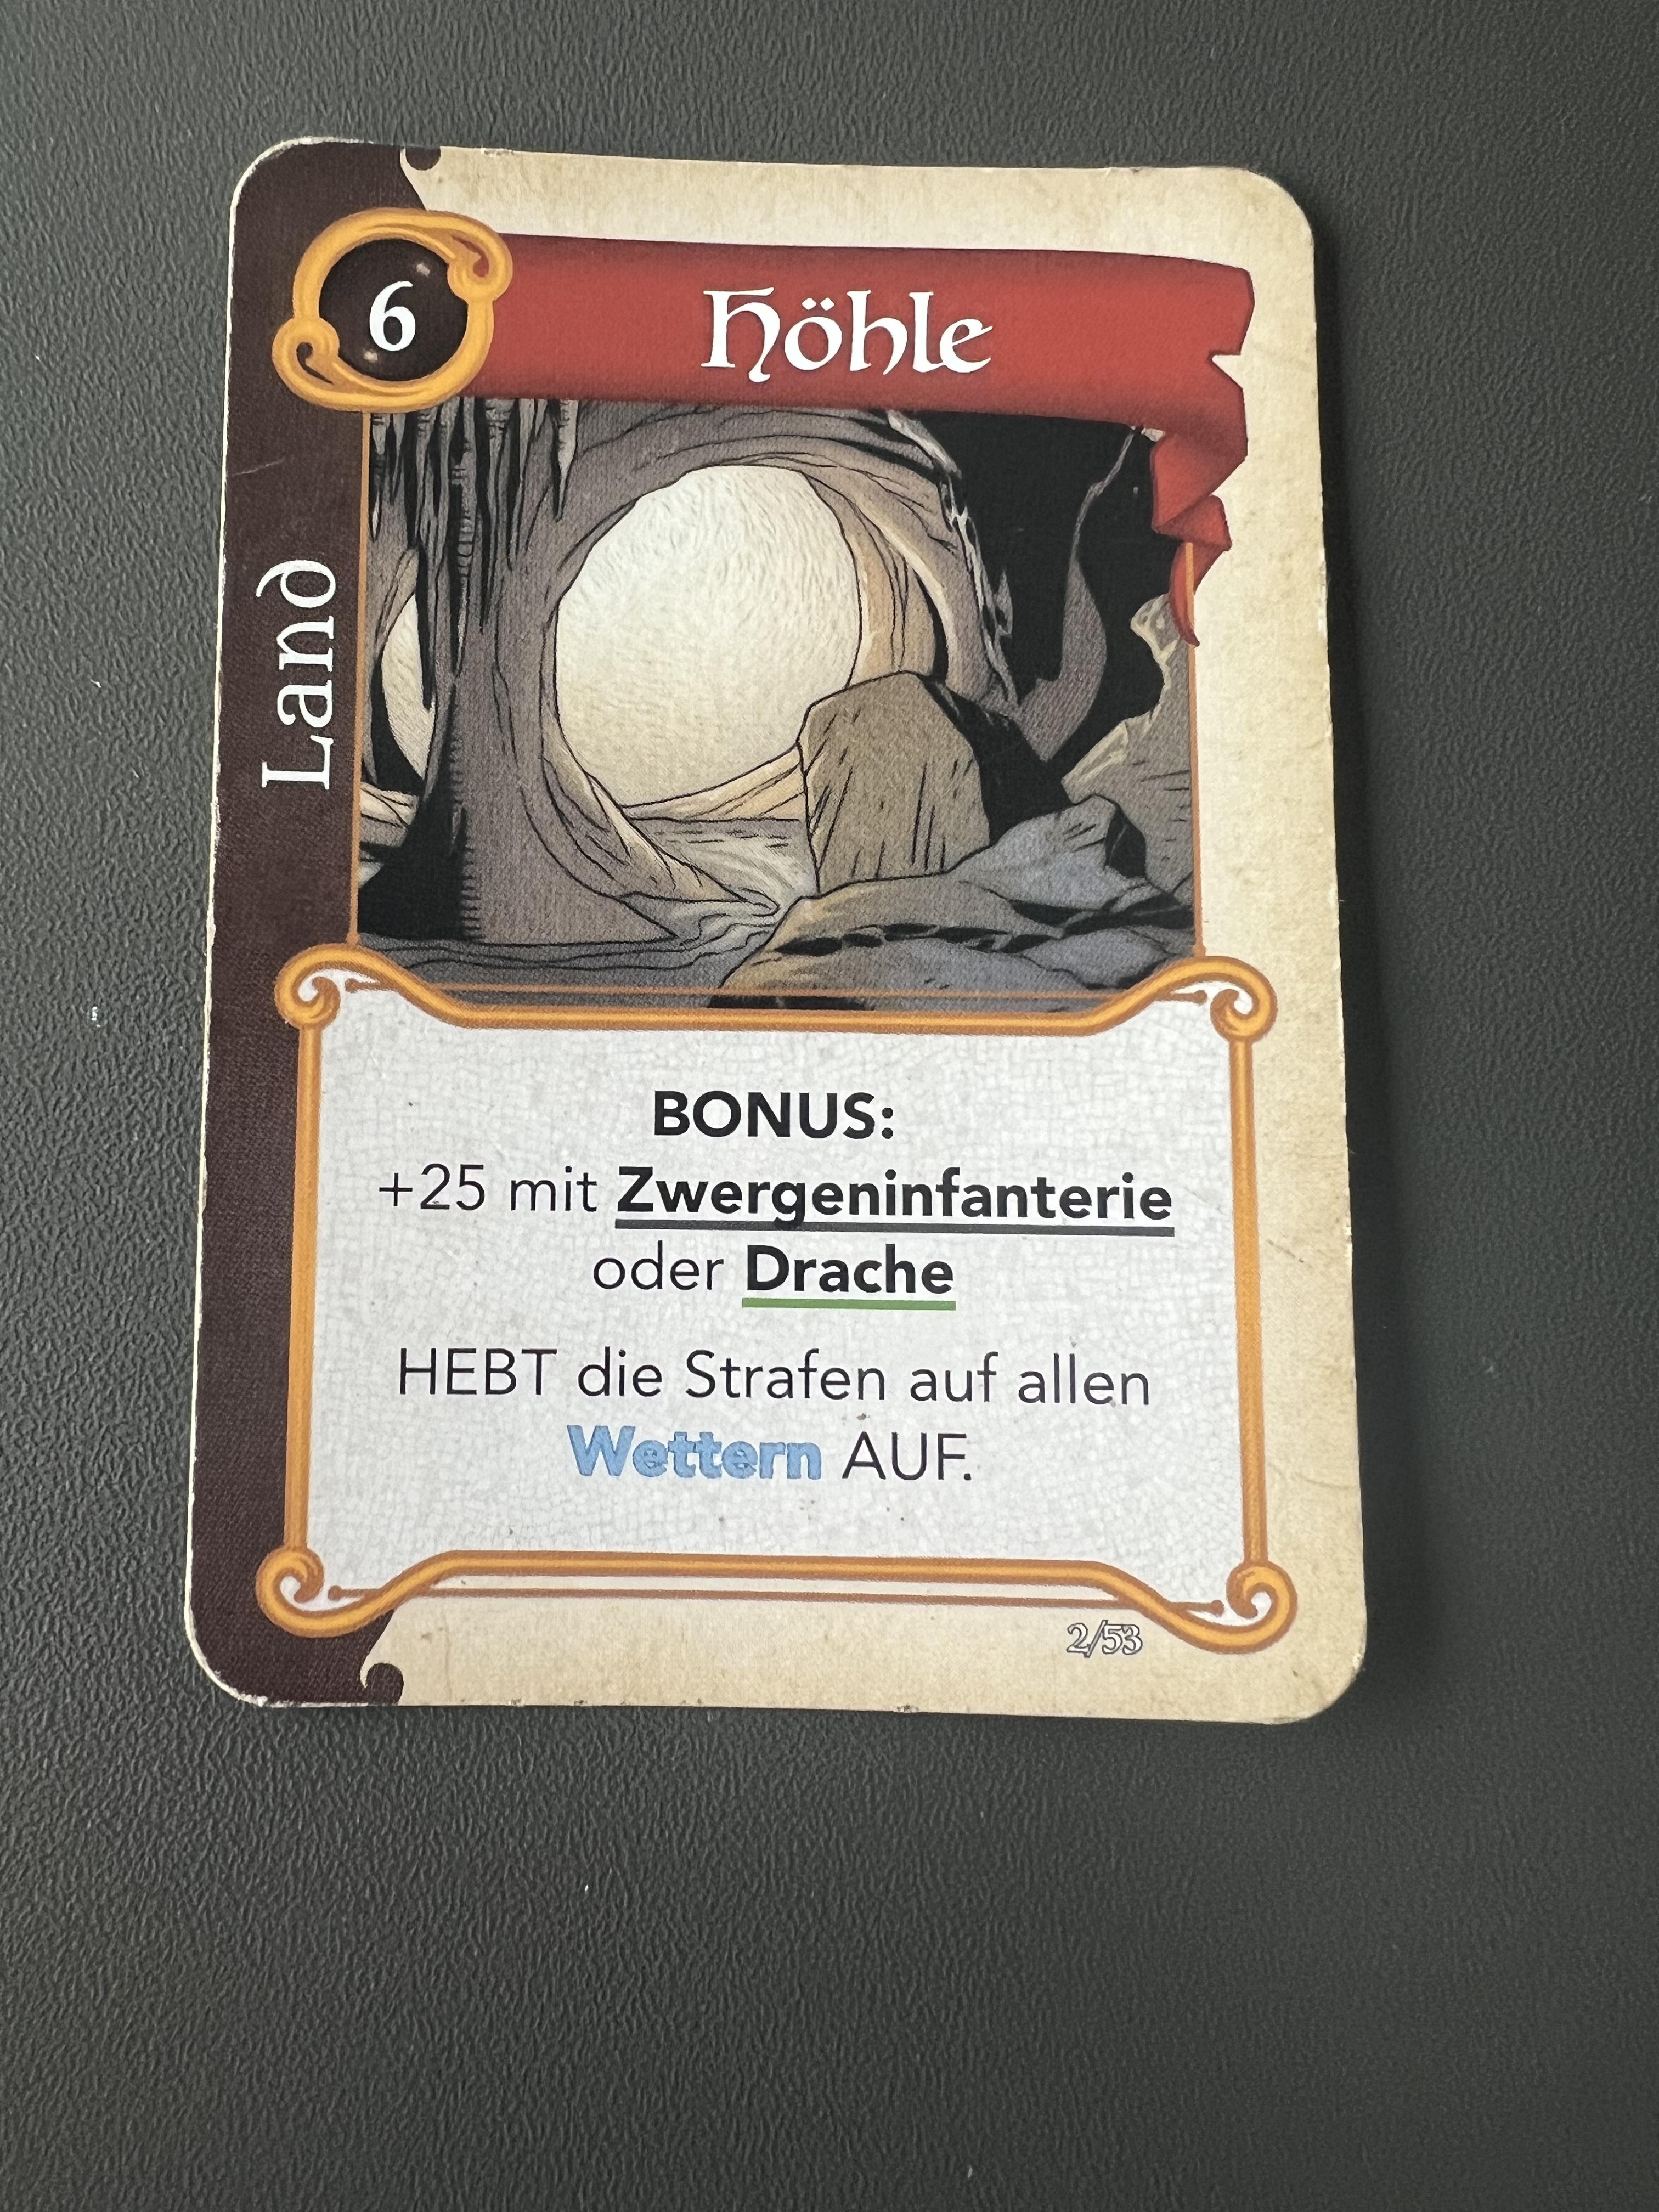 6
Höhle
Land
BONUS:
+25 mit Zwergeninfanterie
oder Drache
HEBT die Strafen auf allen
Wettern AUF.
2/53